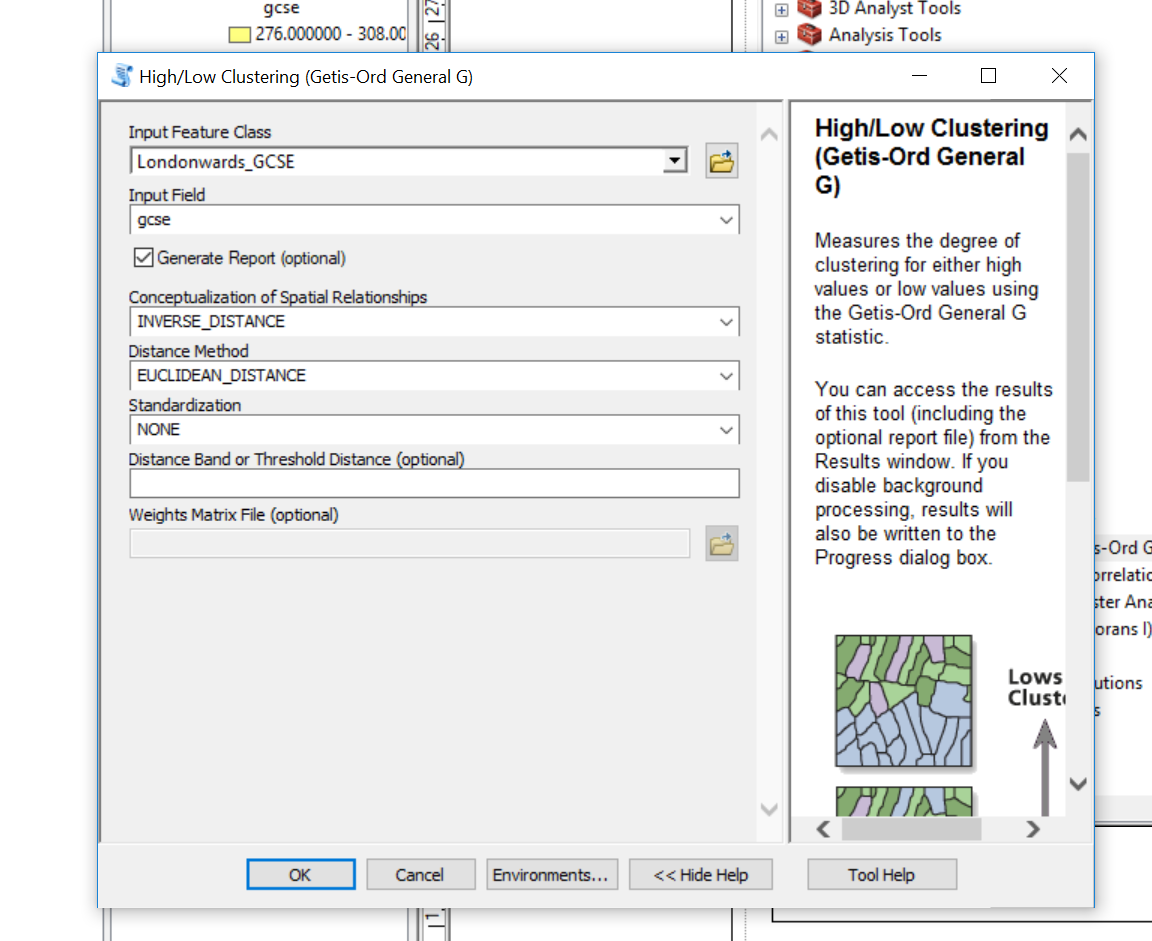 gcse
276.000000 - 308.00
26
27
3D Analyst Tools
Analysis Tools
High/Low Clustering (Getis-Ord General G)
Input Feature Class
Londonwards_GCSE
Input Field
gcse
Generate Report (optional)
Conceptualization of Spatial Relationships
INVERSE_DISTANCE
Distance Method
EUCLIDEAN_DISTANCE
Standardization
NONE
Distance Band or Threshold Distance (optional)
Weights Matrix File (optional)
High/Low Clustering
(Getis-Ord General
G)
Measures the degree of
clustering for either high
values or low values using
the Getis-Ord General G
statistic.
You can access the results
of this tool (including the
optional report file) from the
Results window. If you
disable background
processing, results will
also be written to the
Progress dialog box.
Lows
Cluste
s-Ord G
orrelatio
ster Ana
orans I)
utions
s
OK
Cancel
Environments...
<< Hide Help
Tool Help